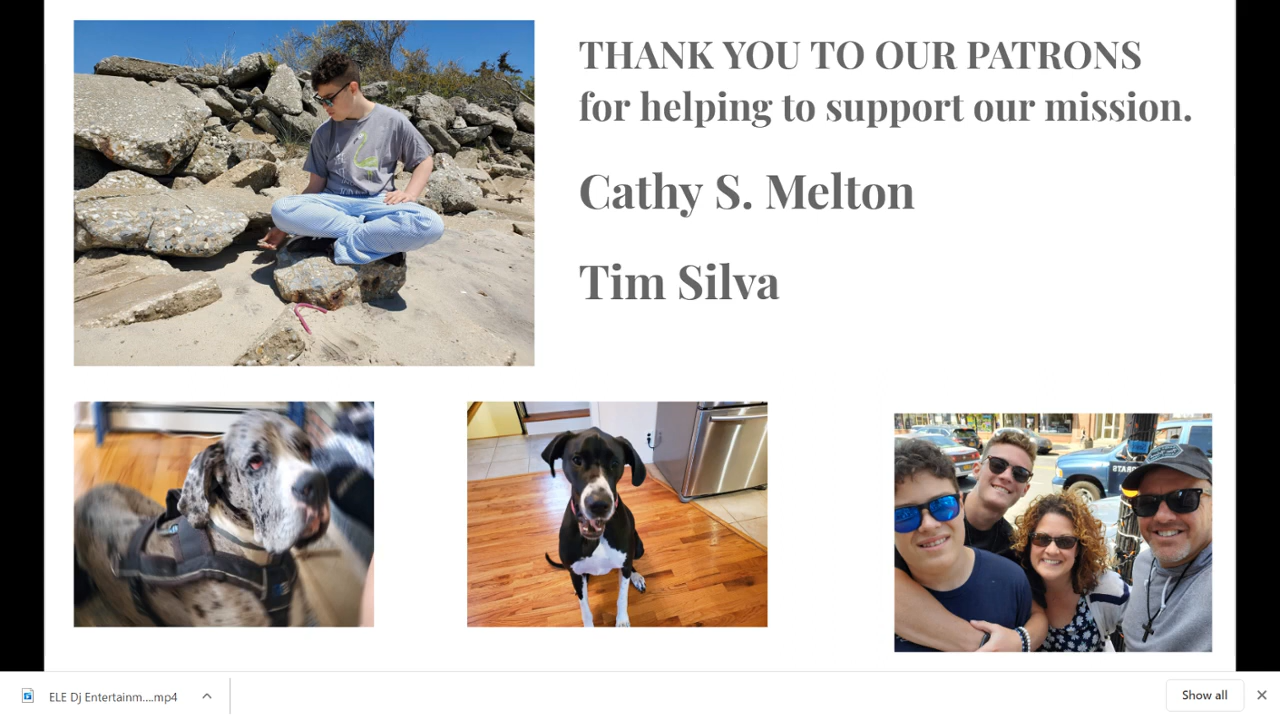 THANK YOU TO OUR PATRONS
for helping to support our mission.
Cathy S. Melton
Tim Silva
ELE Dj Entertainm....mp4
Show all